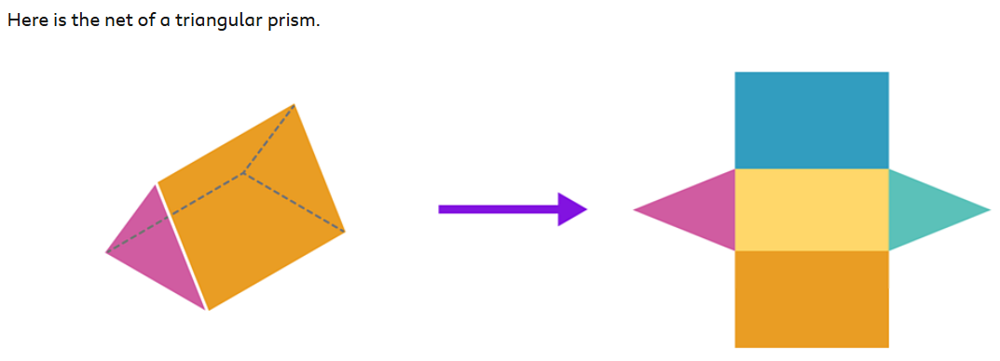 Here is the net of a triangular prism.